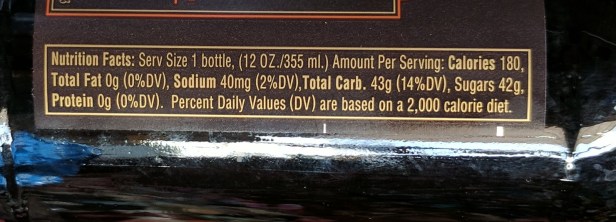 Nutrition Facts: Serv Size 1 bottle, (12 OZ./355 ml.) Amount Per Serving: Calories 180,
Total Fat 0g (0%DV), Sodium 40mg (2%DV),Total Carb. 43g (14%DV), Sugars 42g,
Protein 0g (0%DV). Percent Daily Values (DV) are based on a 2,000 calorie diet.